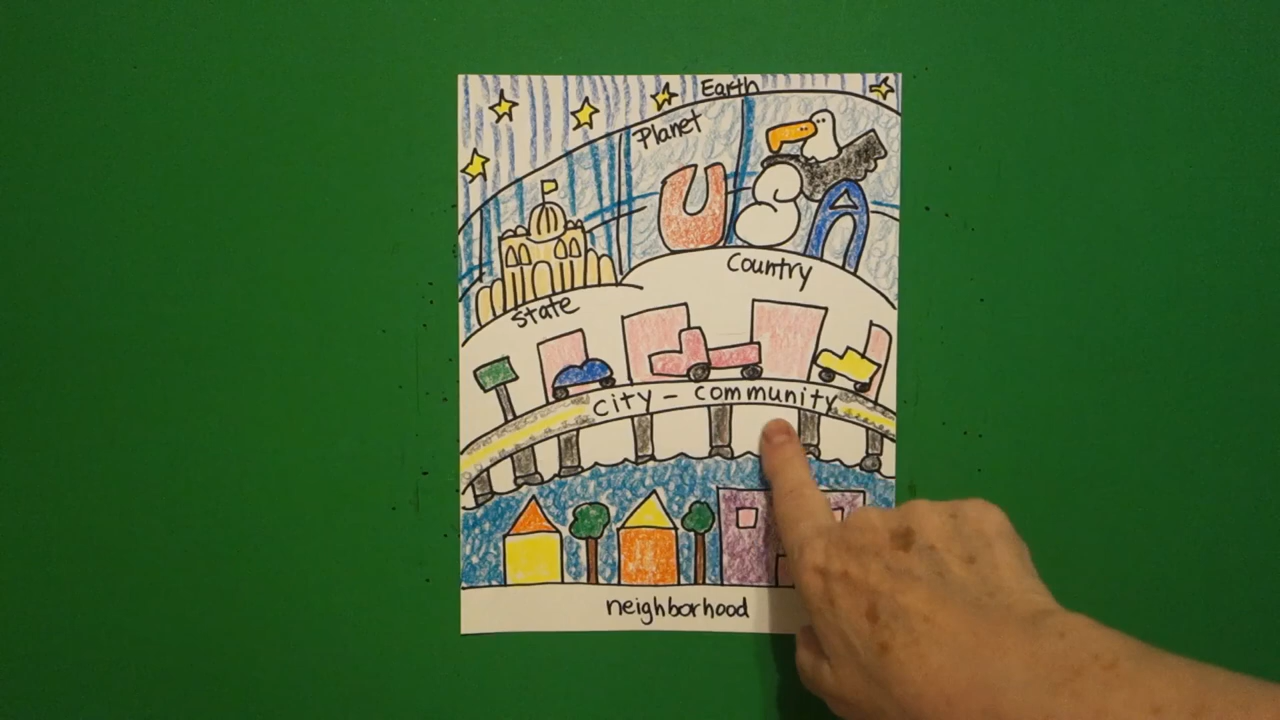 Earth
Planet
USA
Country
State
City - Community
neighborhood